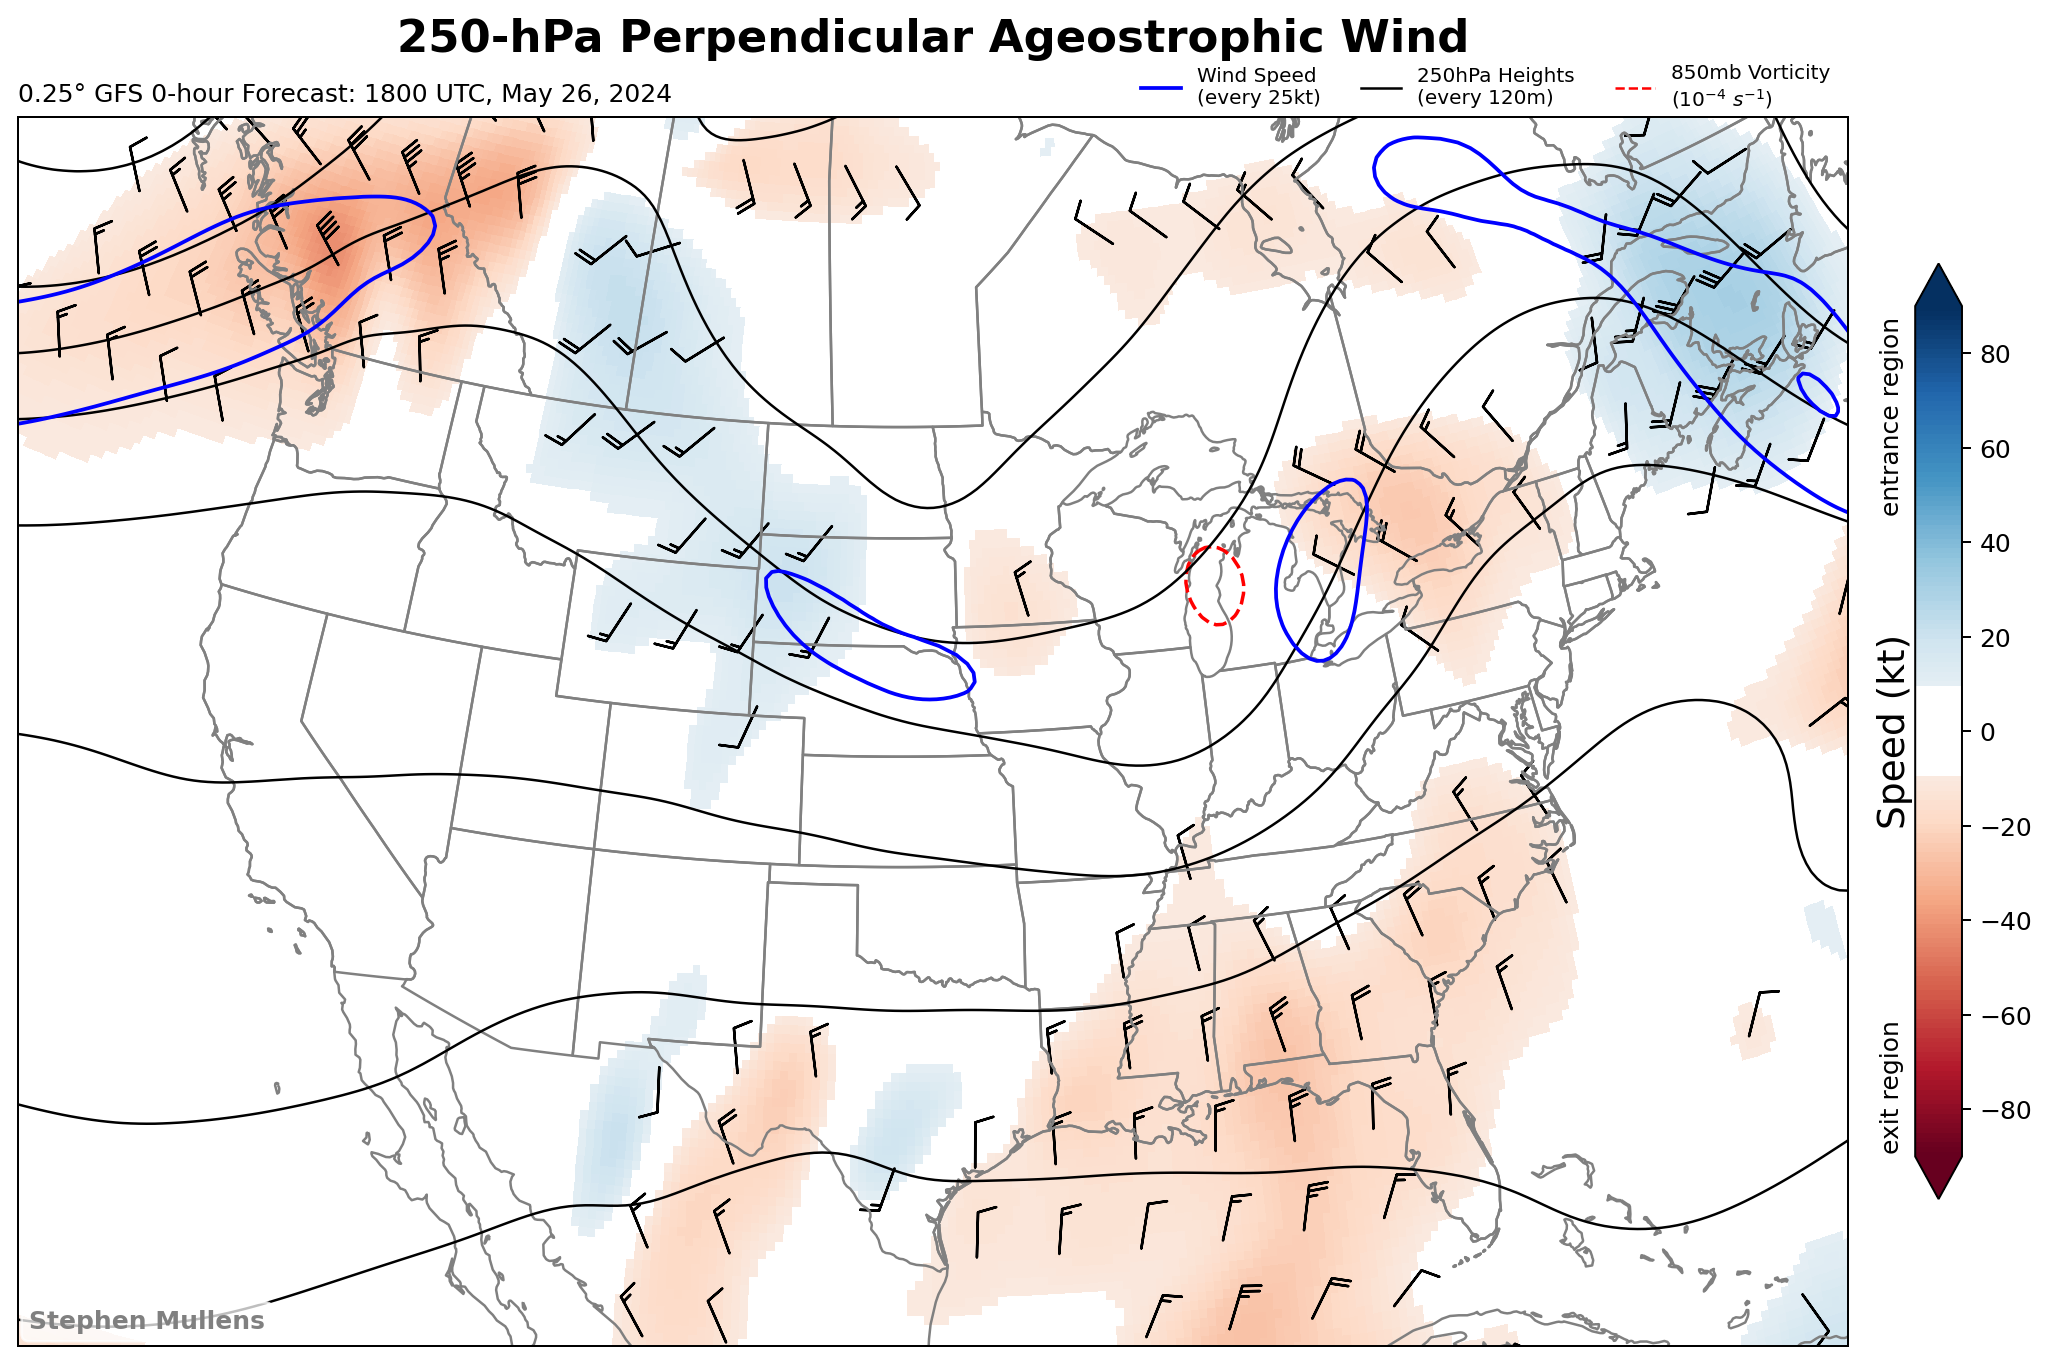 250-hPa Perpendicular Ageostrophic Wind
0.25° GFS 0-hour Forecast: 1800 UTC, May 26, 2024
Wind Speed
(every 25kt)
250hPa Heights
(every 120m)
850mb Vorticity
(10⁻⁴ s⁻¹)
entrance region
exit region
Speed (kt)
80
60
40
20
0
−20
−40
−60
−80
Stephen Mullens